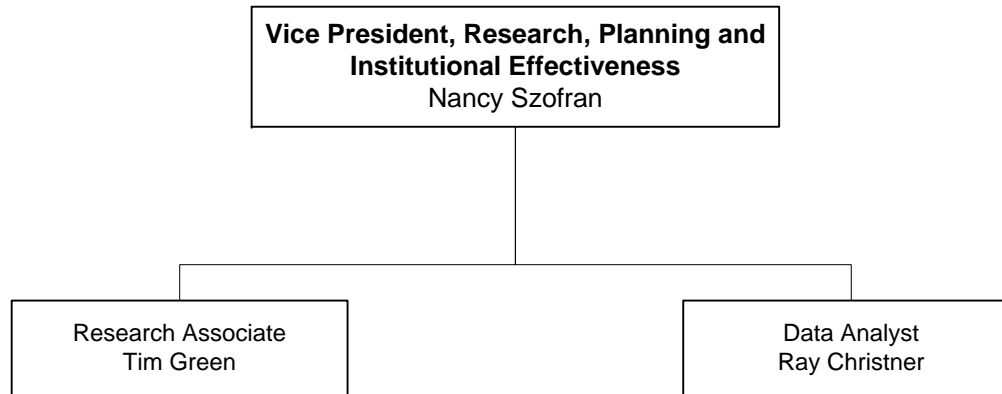 Vice President, Research, Planning and
Institutional Effectiveness
Nancy Szofran
Research Associate
Tim Green
Data Analyst
Ray Christner